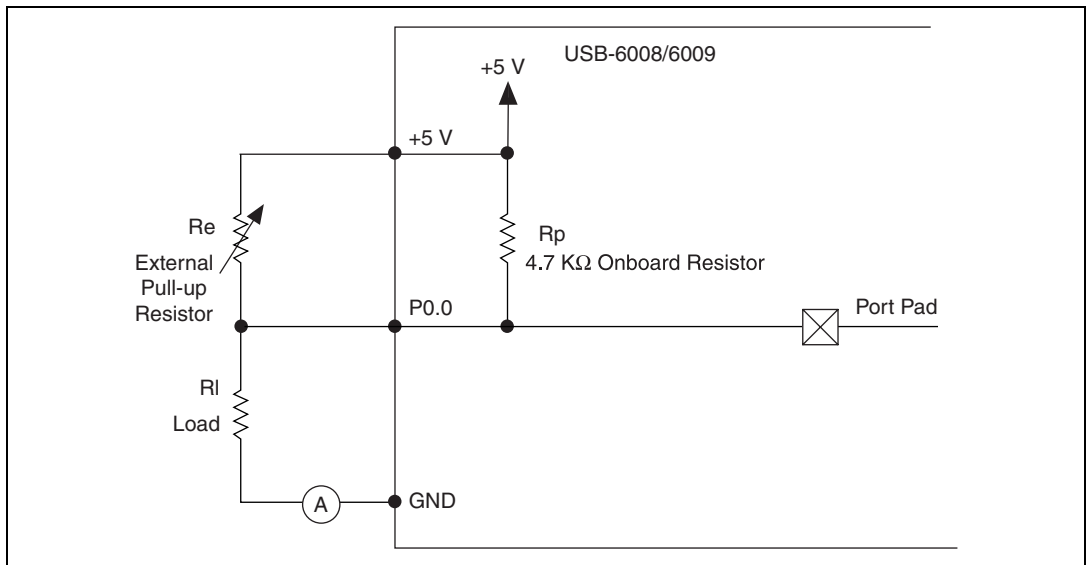 USB-6008/6009
+5 V
+5 V
Re
External
Pull-up
Resistor
Rp
4.7 KΩ Onboard Resistor
P0.0
Port Pad
Rl
Load
A
GND